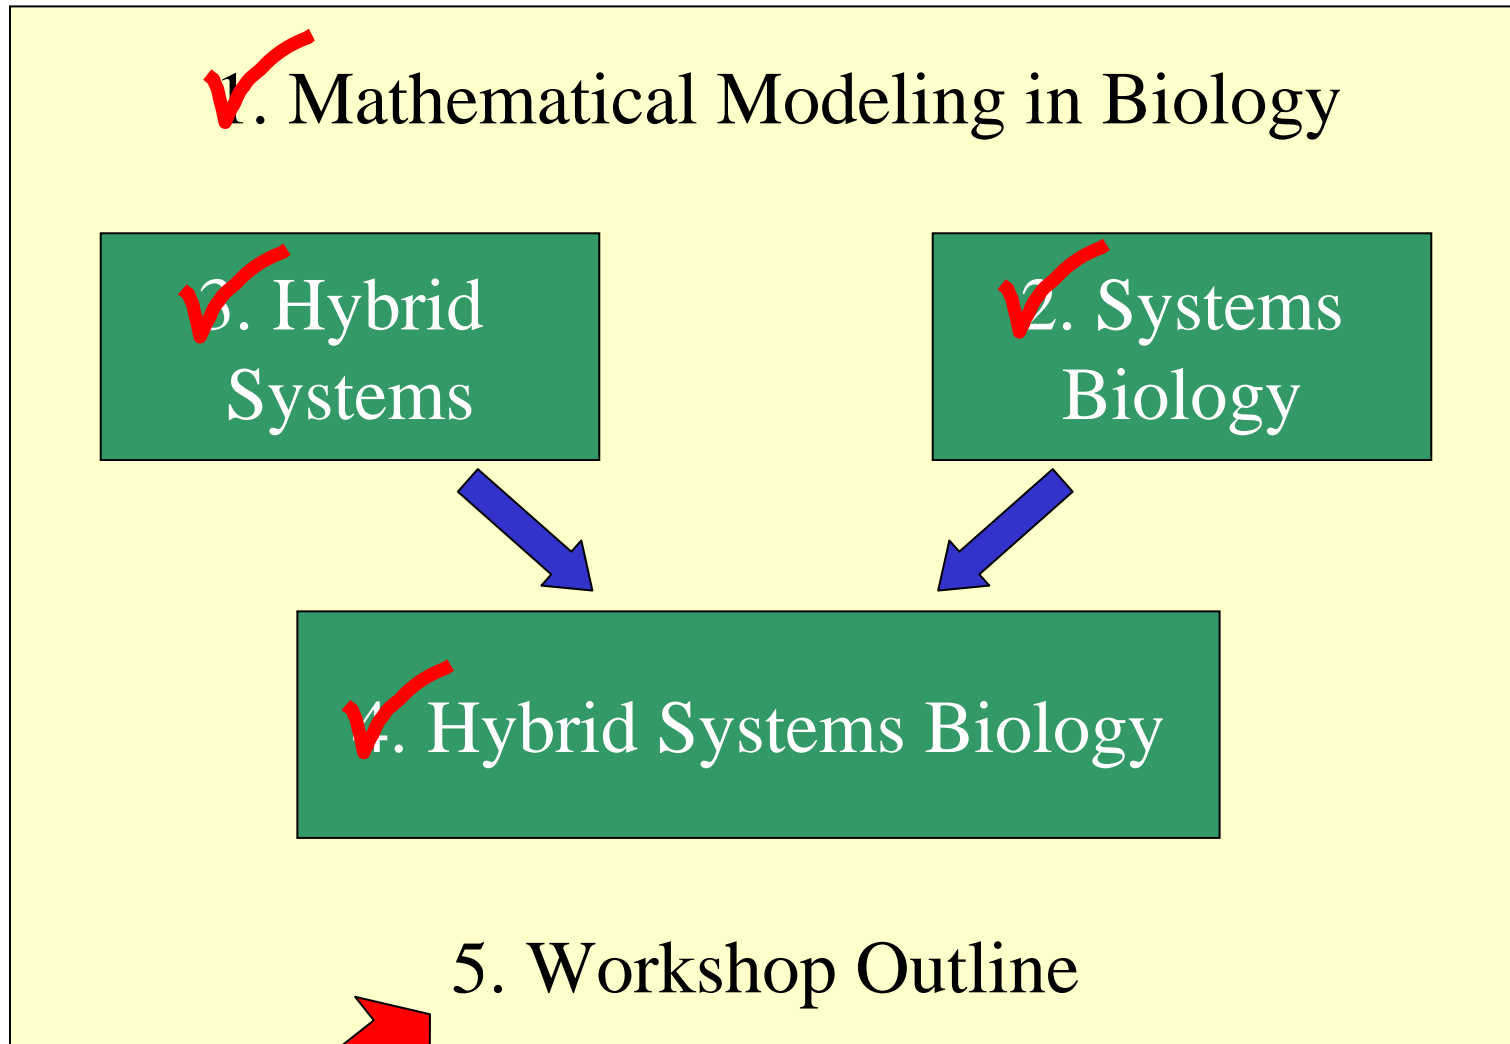 1. Mathematical Modeling in Biology
3. Hybrid
Systems
2. Systems
Biology
4. Hybrid Systems Biology
5. Workshop Outline